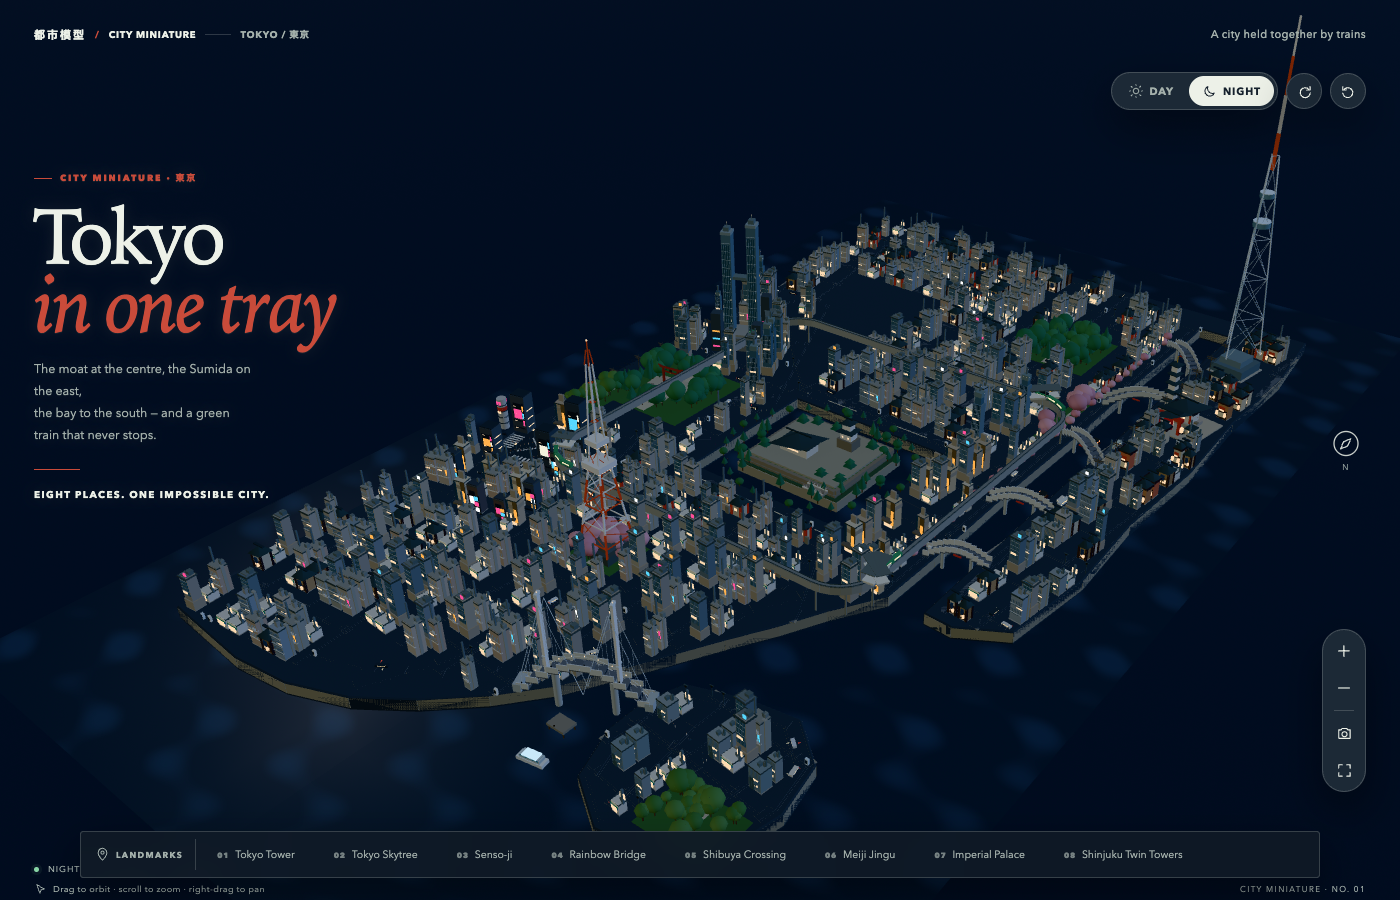 都市模型 / CITY MINIATURE — TOKYO / 東京
A city held together by trains
DAY
NIGHT
CITY MINIATURE · 東京
Tokyo
in one tray
The moat at the centre, the Sumida on
the east,
the bay to the south – and a green
train that never stops.
EIGHT PLACES. ONE IMPOSSIBLE CITY.
N
LANDMARKS
01 Tokyo Tower
02 Tokyo Skytree
03 Senso-ji
04 Rainbow Bridge
05 Shibuya Crossing
06 Meiji Jingu
07 Imperial Palace
08 Shinjuku Twin Towers
NIGHT
Drag to orbit · scroll to zoom · right-drag to pan
CITY MINIATURE · NO. 01